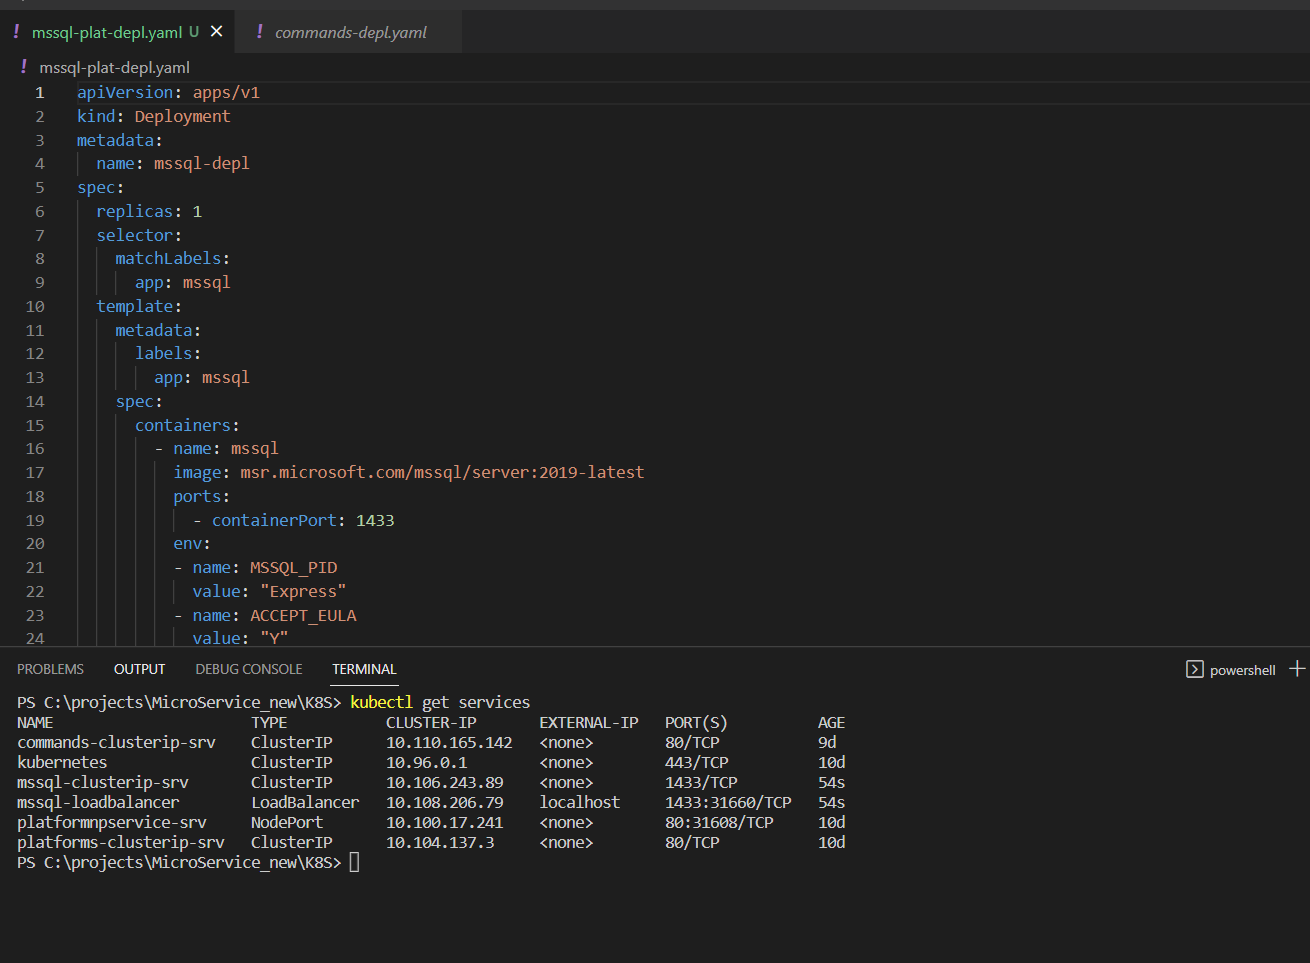 ! mssql-plat-depl.yaml U × ! commands-depl.yaml
! mssql-plat-depl.yaml
1 apiVersion: apps/v1
2 kind: Deployment
3 metadata:
4   name: mssql-depl
5 spec:
6   replicas: 1
7   selector:
8     matchLabels:
9       app: mssql
10   template:
11     metadata:
12       labels:
13         app: mssql
14     spec:
15       containers:
16         - name: mssql
17           image: msr.microsoft.com/mssql/server:2019-latest
18           ports:
19             - containerPort: 1433
20           env:
21           - name: MSSQL_PID
22             value: "Express"
23           - name: ACCEPT_EULA
24             value: "Y"
PROBLEMS OUTPUT DEBUG CONSOLE TERMINAL powershell +
PS C:\projects\MicroService_new\K8S> kubectl get services
NAME TYPE CLUSTER-IP EXTERNAL-IP PORT(S) AGE
commands-clusterip-srv ClusterIP 10.110.165.142 <none> 80/TCP 9d
kubernetes ClusterIP 10.96.0.1 <none> 443/TCP 10d
mssql-clusterip-srv ClusterIP 10.106.243.89 <none> 1433/TCP 54s
mssql-loadbalancer LoadBalancer 10.108.206.79 localhost 1433:31660/TCP 54s
platformnpservice-srv NodePort 10.100.17.241 <none> 80:31608/TCP 10d
platforms-clusterip-srv ClusterIP 10.104.137.3 <none> 80/TCP 10d
PS C:\projects\MicroService_new\K8S>